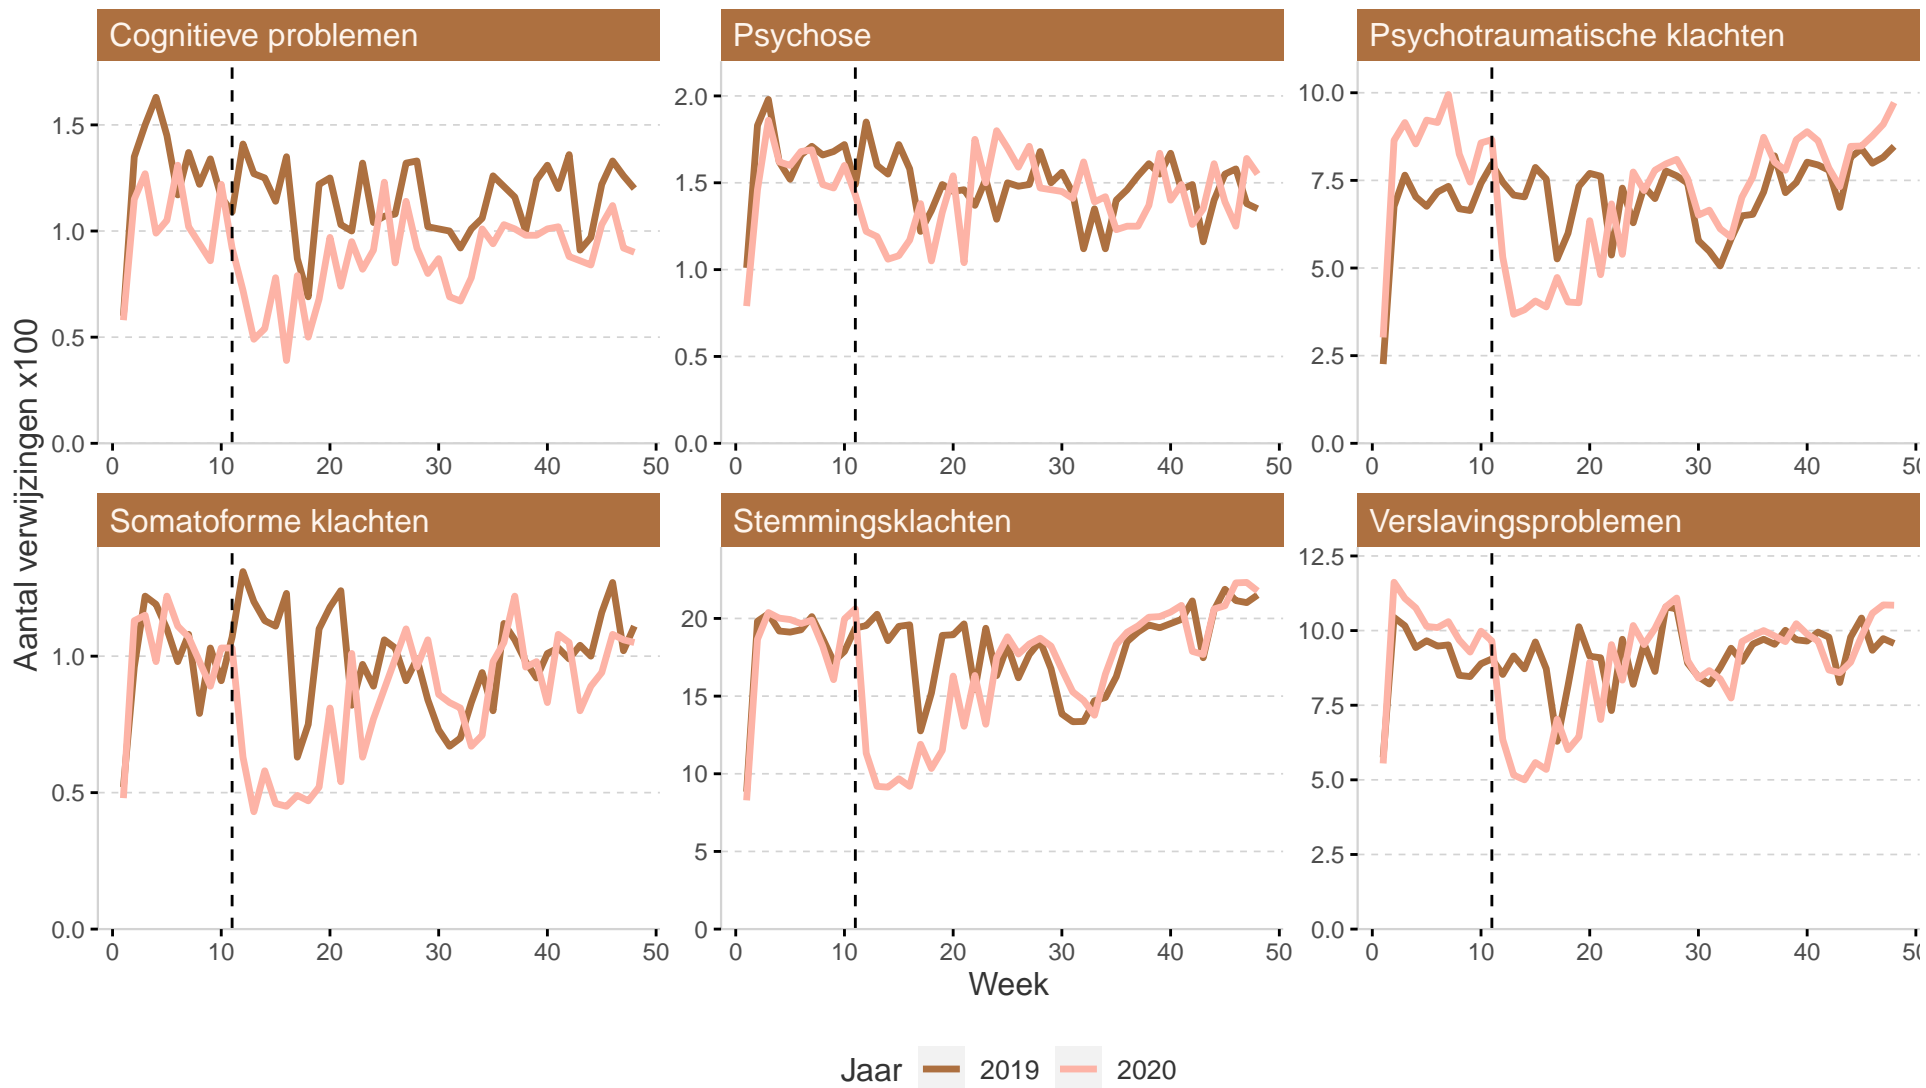 Cognitieve problemen
Psychose
Psychotraumatische klachten
Aantal verwijzingen x100
1.5
1.0
0.5
0.0
0 10 20 30 40 50
2.0
1.5
1.0
0.5
0.0
0 10 20 30 40 50
10.0
7.5
5.0
2.5
0.0
0 10 20 30 40 50
Somatoforme klachten
Stemmingsklachten
Verslavingsproblemen
1.0
0.5
0.0
0 10 20 30 40 50
20
15
10
5
0
0 10 20 30 40 50
12.5
10.0
7.5
5.0
2.5
0.0
0 10 20 30 40 50
Week
Jaar 2019 2020